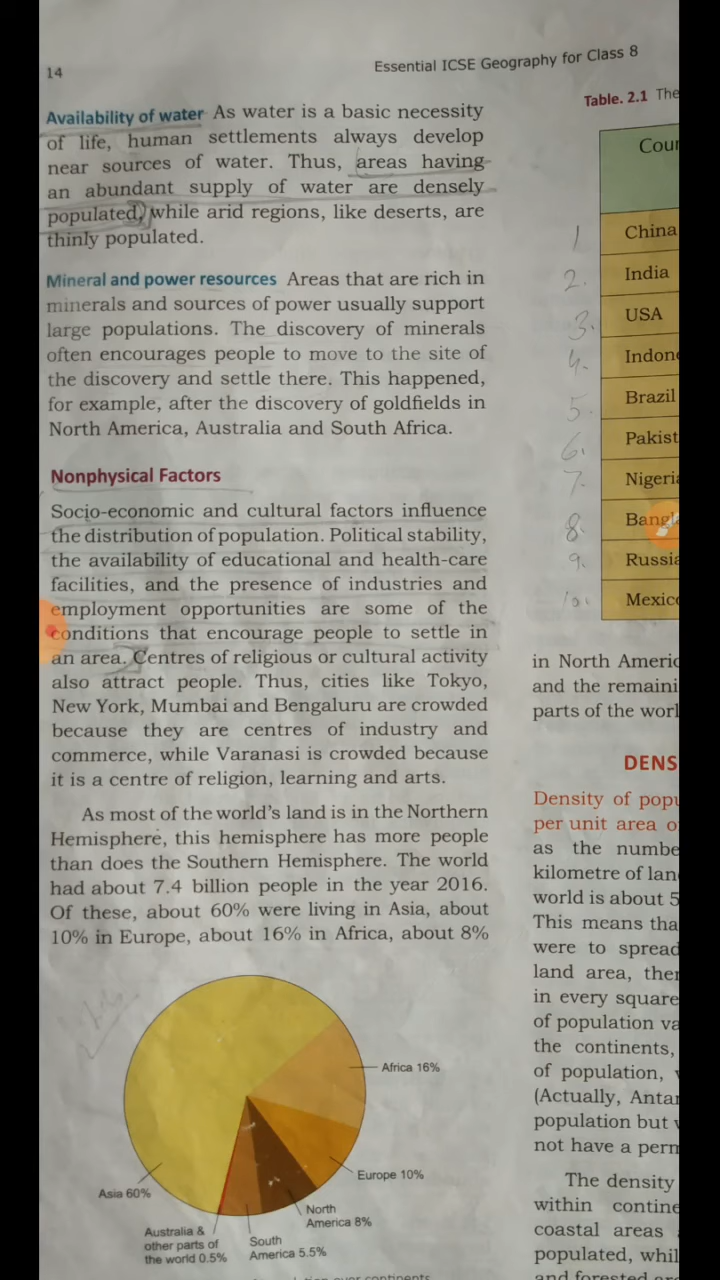 14
Essential ICSE Geography for Class 8
Availability of water As water is a basic necessity
of life, human settlements always develop
near sources of water. Thus, areas having
an abundant supply of water are densely
populated, while arid regions, like deserts, are
thinly populated.
Mineral and power resources Areas that are rich in
minerals and sources of power usually support
large populations. The discovery of minerals
often encourages people to move to the site of
the discovery and settle there. This happened,
for example, after the discovery of goldfields in
North America, Australia and South Africa.
Nonphysical Factors
Socio-economic and cultural factors influence
the distribution of population. Political stability,
the availability of educational and health-care
facilities, and the presence of industries and
employment opportunities are some of the
conditions that encourage people to settle in
an area. Centres of religious or cultural activity
also attract people. Thus, cities like Tokyo,
New York, Mumbai and Bengaluru are crowded
because they are centres of industry and
commerce, while Varanasi is crowded because
it is a centre of religion, learning and arts.
As most of the world's land is in the Northern
Hemisphere, this hemisphere has more people
than does the Southern Hemisphere. The world
had about 7.4 billion people in the year 2016.
Of these, about 60% were living in Asia, about
10% in Europe, about 16% in Africa, about 8%
Africa 16%
Europe 10%
North
America 8%
South
America 5.5%
Australia &
other parts of
the world 0.5%
Asia 60%
Table. 2.1 The
1 China
2. India
3. USA
4.
5. Brazil
6.
7.
8.
9.
10.
in North
and the
parts of the
Density of
per unit area
as the
kilometre of
world is about 5
This means
were to spread
land area,
in every square
of population
the continents,
of population,
(Actually,
population but
not have a
The density
within
coastal areas
populated,
and